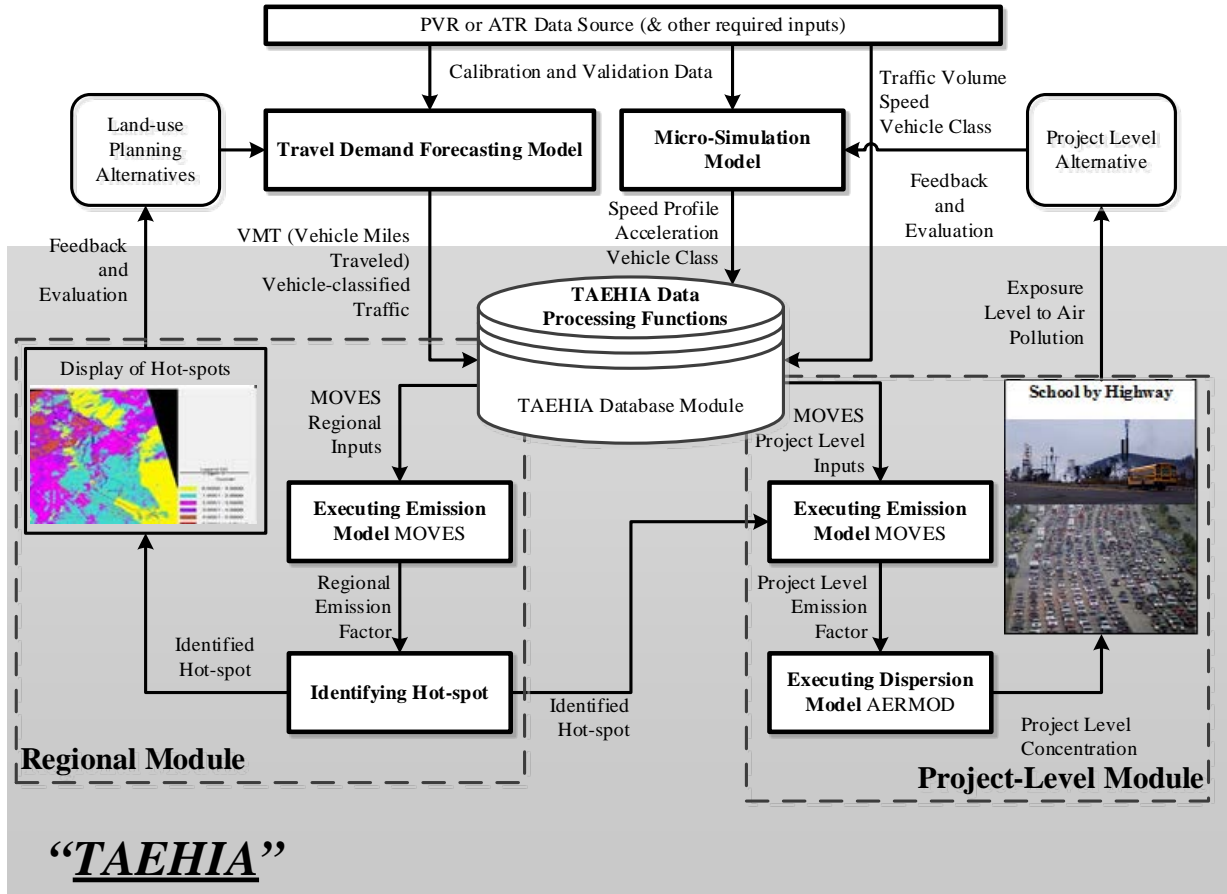 PVR or ATR Data Source (& other required inputs)
Calibration and Validation Data
Traffic Volume
Speed
Vehicle Class
Land-use
Planning
Alternatives
Travel Demand Forecasting Model
Micro-Simulation
Model
Project Level
Alternative
Feedback
and
Evaluation
VMT (Vehicle Miles
Traveled)
Vehicle-classified
Traffic
Speed Profile
Acceleration
Vehicle Class
Feedback
and
Evaluation
Exposure
Level to Air
Pollution
TAEHIA Data
Processing Functions
TAEHIA Database Module
Display of Hot-spots
MOVES
Regional
Inputs
MOVES
Project Level
Inputs
School by Highway
Executing Emission
Model MOVES
Executing Emission
Model MOVES
Regional
Emission
Factor
Project Level
Emission
Factor
Identified
Hot-spot
Identifying Hot-spot
Identified
Hot-spot
Executing Dispersion
Model AERMOD
Project Level
Concentration
Regional Module
Project-Level Module
“TAEHIA”